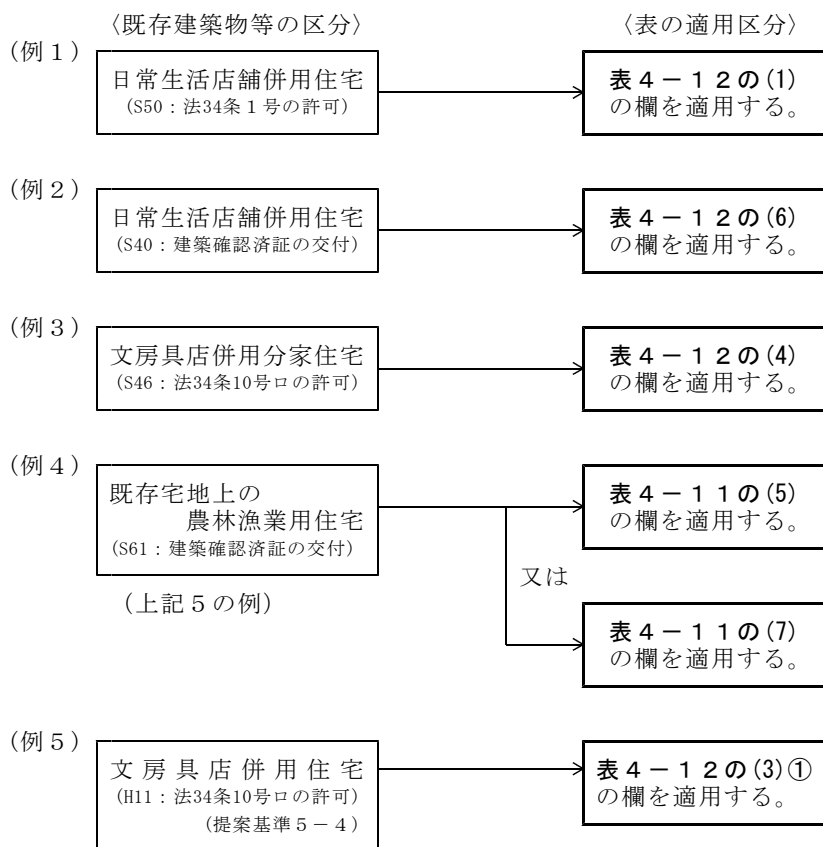 〈既存建築物等の区分〉
〈表の適用区分〉
(例1)
日常生活店舗併用住宅
(S50：法34条1号の許可)
表4－12の(1)
の欄を適用する。
(例2)
日常生活店舗併用住宅
(S40：建築確認済証の交付)
表4－12の(6)
の欄を適用する。
(例3)
文房具店併用分家住宅
(S46：法34条10号ロの許可)
表4－12の(4)
の欄を適用する。
(例4)
既存宅地上の
農林漁業用住宅
(S61：建築確認済証の交付)
(上記5の例)
表4－11の(5)
の欄を適用する。
又は
表4－11の(7)
の欄を適用する。
(例5)
文房具店併用住宅
(H11：法34条10号ロの許可)
(提案基準5－4)
表4－12の(3)①
の欄を適用する。